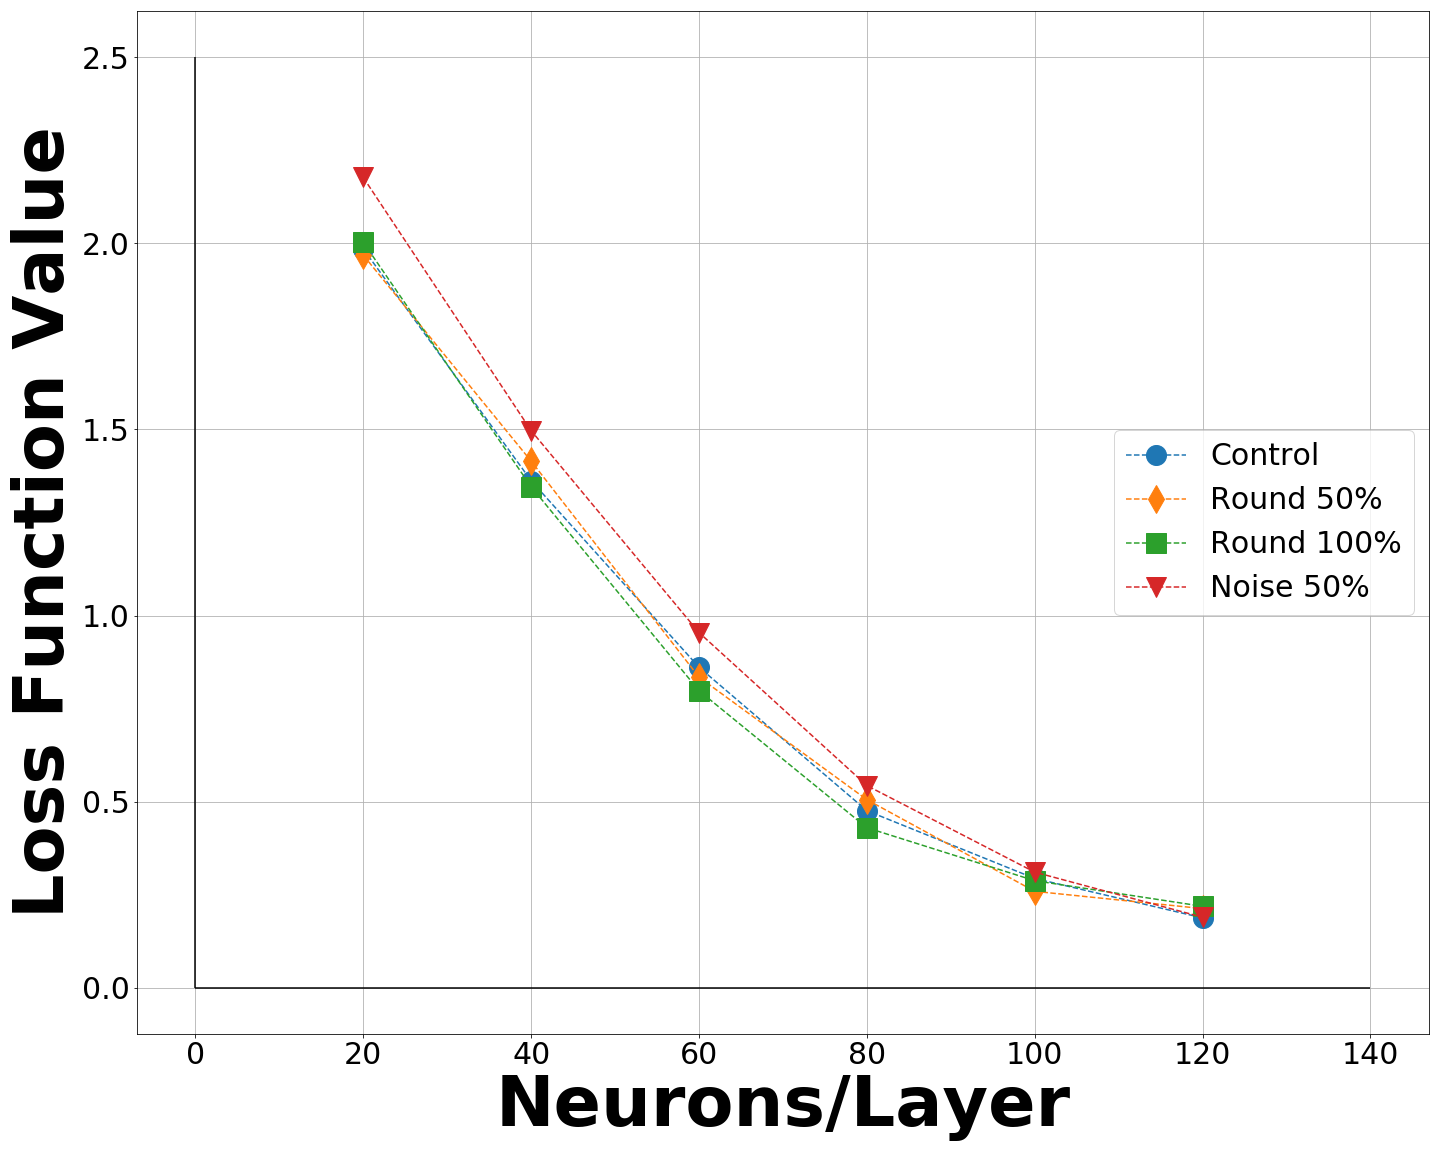 Loss Function Value
2.5
2.0
1.5
1.0
0.5
0.0
Control
Round 50%
Round 100%
Noise 50%
0 20 40 60 80 100 120 140
Neurons/Layer